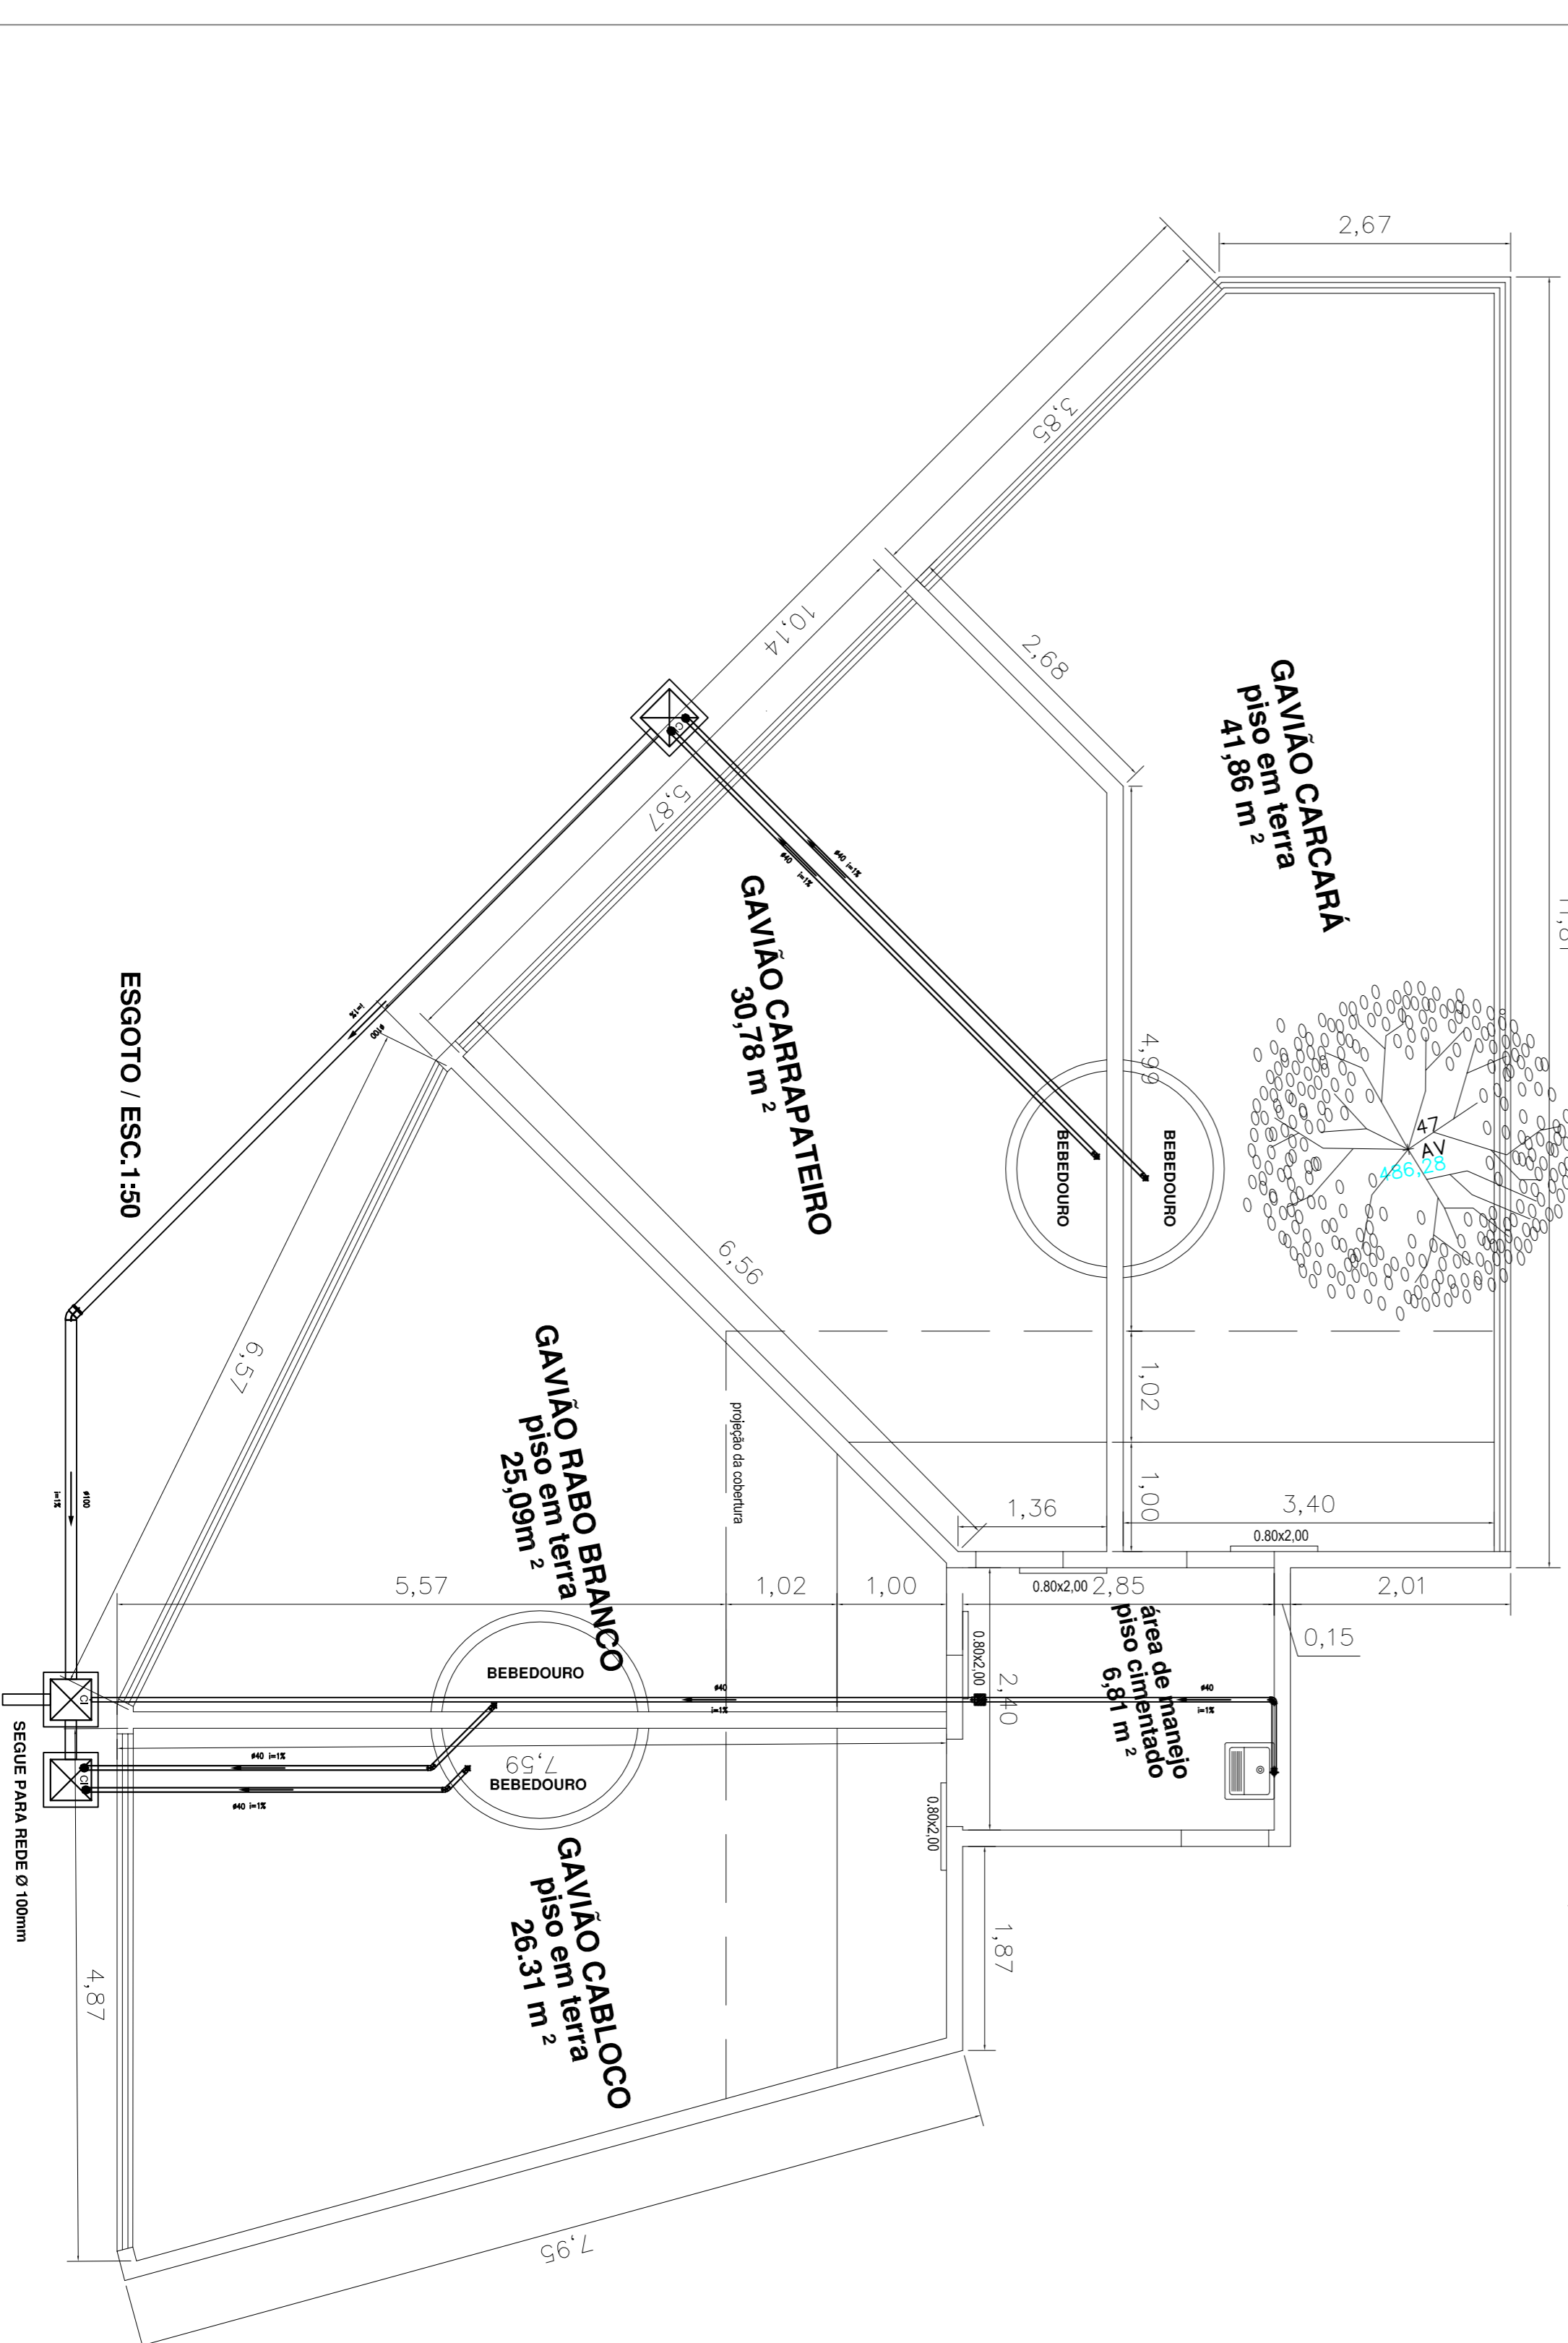 2,67
3,85
10,14
2,68
5,87
GAVIÃO CARCARÁ
piso em terra
41,86 m ²
GAVIÃO CARRAPATEIRO
30,78 m ²
ø40 i=1%
ø40 i=1%
47
AV
486,28
4,99
BEBEDOURO
BEBEDOURO
ESGOTO / ESC.1:50
i=1%
ø100
6,56
6,57
1,02
1,00
projeção da cobertura
GAVIÃO RABO BRANCO
piso em terra
25,09m ²
1,36
3,40
0.80x2,00
0.80x2,00
5,57
1,02
1,00
2,85
2,01
0,15
ø100
i=1%
área de manejo
piso cimentado
6,81 m ²
0.80x2,00
2,40
BEBEDOURO
ø40
i=1%
ø40
i=1%
CI
CI
7,59
BEBEDOURO
ø40 i=1%
ø40 i=1%
0.80x2,00
SEGUE PARA REDE Ø 100mm
GAVIÃO CABLOCO
piso em terra
26.31 m ²
1,87
4,87
7,95